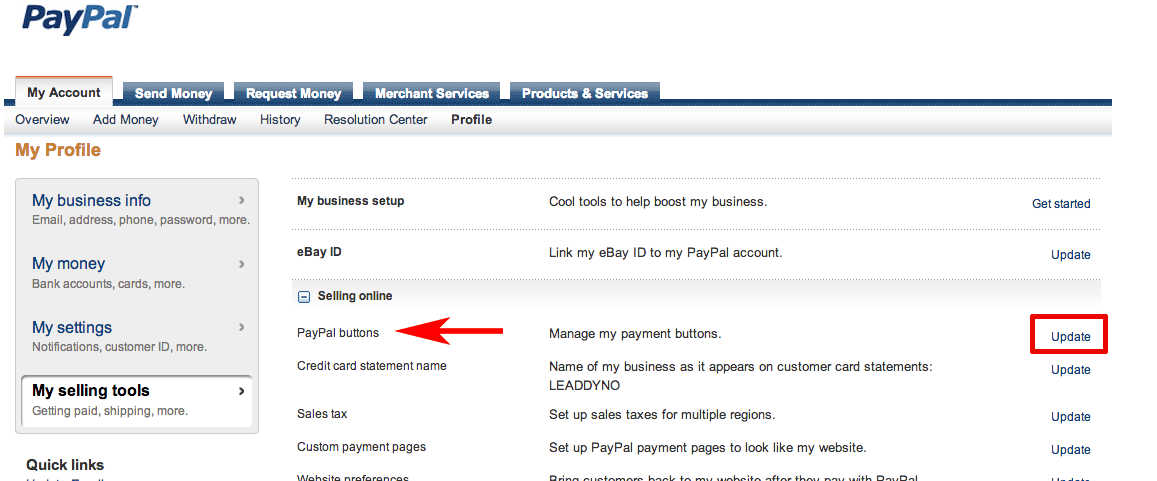 PayPal™
My Account Send Money Request Money Merchant Services Products & Services
Overview Add Money Withdraw History Resolution Center Profile
My Profile
My business info
Email, address, phone, password, more.
My money
Bank accounts, cards, more.
My settings
Notifications, customer ID, more.
My selling tools
Getting paid, shipping, more.
Quick links
My business setup Cool tools to help boost my business. Get started
eBay ID Link my eBay ID to my PayPal account. Update
Selling online
PayPal buttons Manage my payment buttons. Update
Credit card statement name Name of my business as it appears on customer card statements: Update
LEADDYNO
Sales tax Set up sales taxes for multiple regions. Update
Custom payment pages Set up PayPal payment pages to look like my website. Update
Website preferences Bring customers back to my website after they pay with PayPal. Update